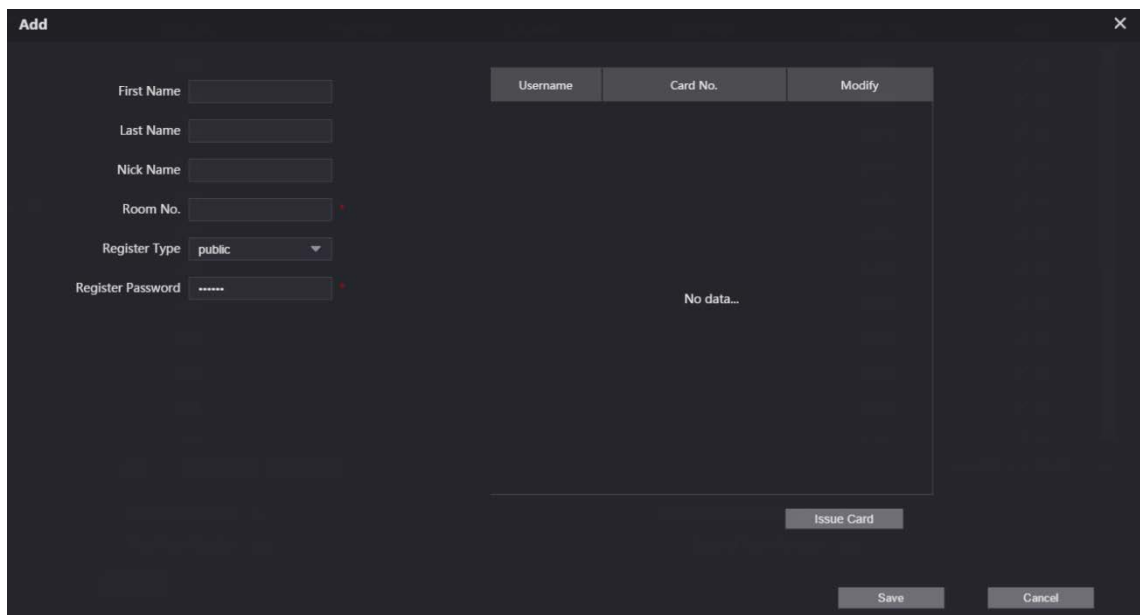 Add
First Name
Last Name
Nick Name
Room No. *
Register Type public
Register Password •••••• *
Username Card No. Modify
No data...
Issue Card
Save Cancel